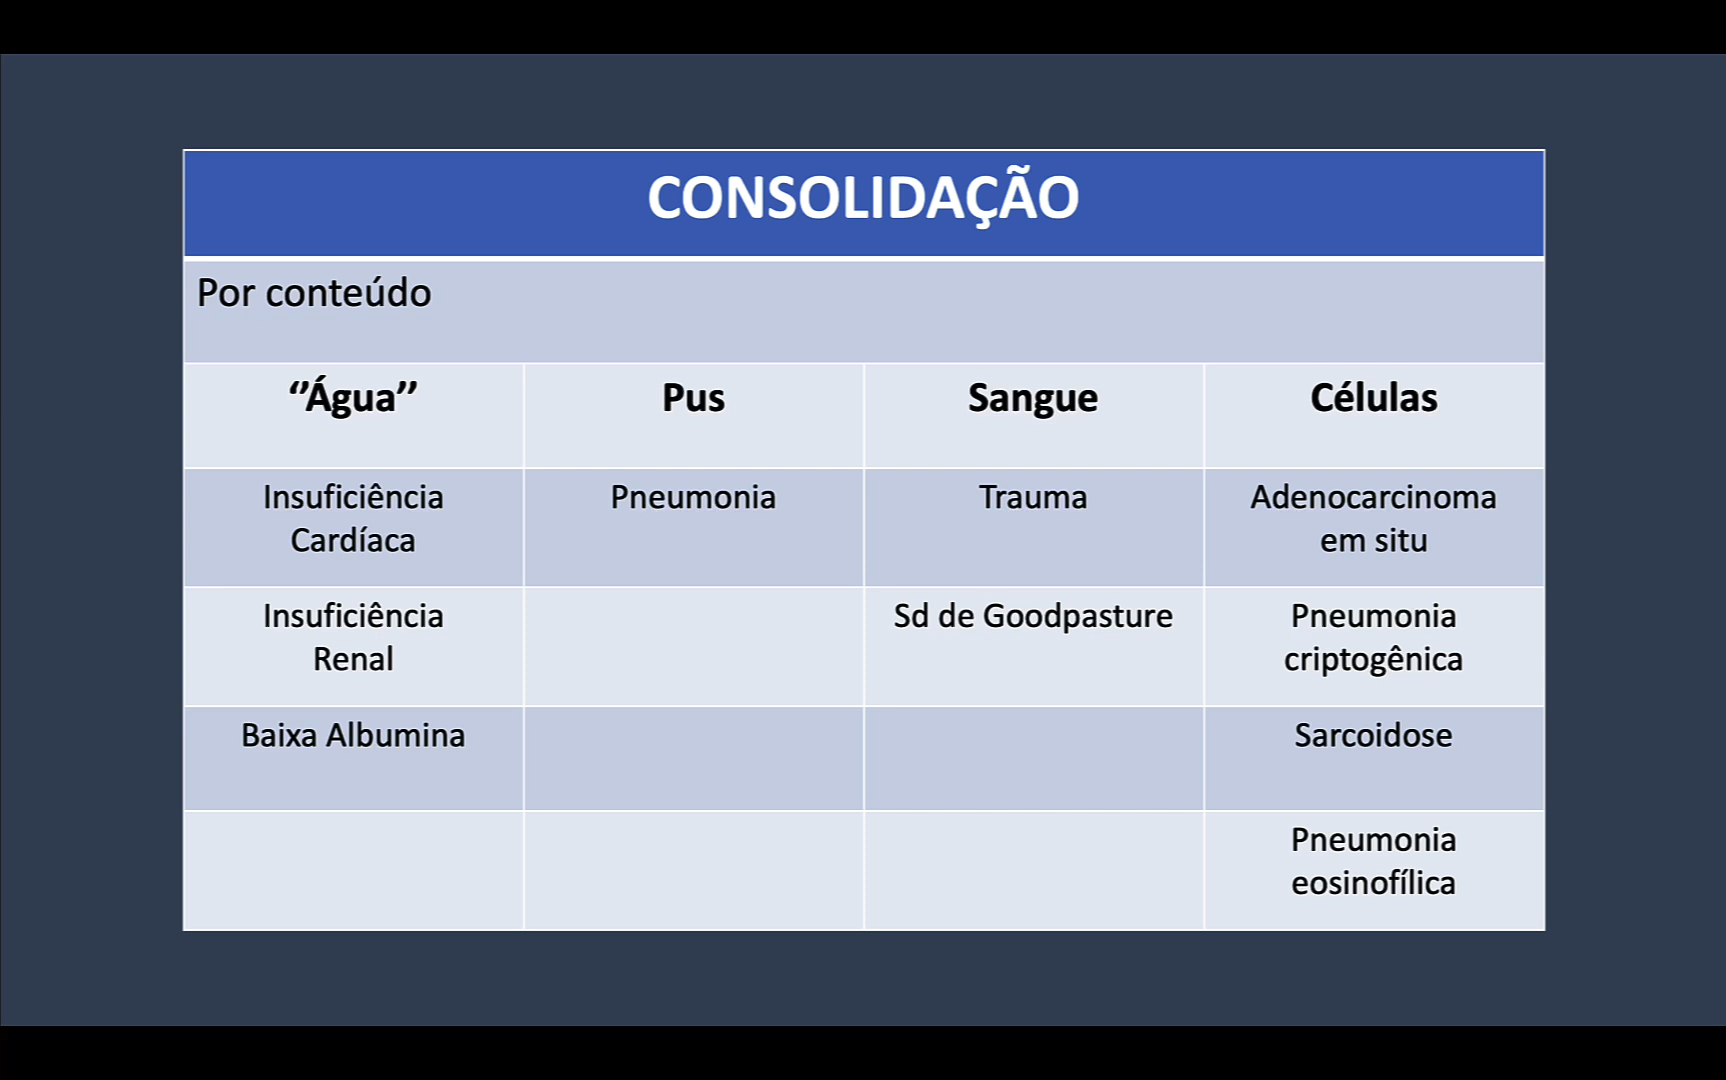 CONSOLIDAÇÃO
Por conteúdo
‘’Água’’
Pus
Sangue
Células
Insuficiência
Cardíaca
Pneumonia
Trauma
Adenocarcinoma
em situ
Insuficiência
Renal
Sd de Goodpasture
Pneumonia
criptogênica
Baixa Albumina
Sarcoidose
Pneumonia
eosinofílica